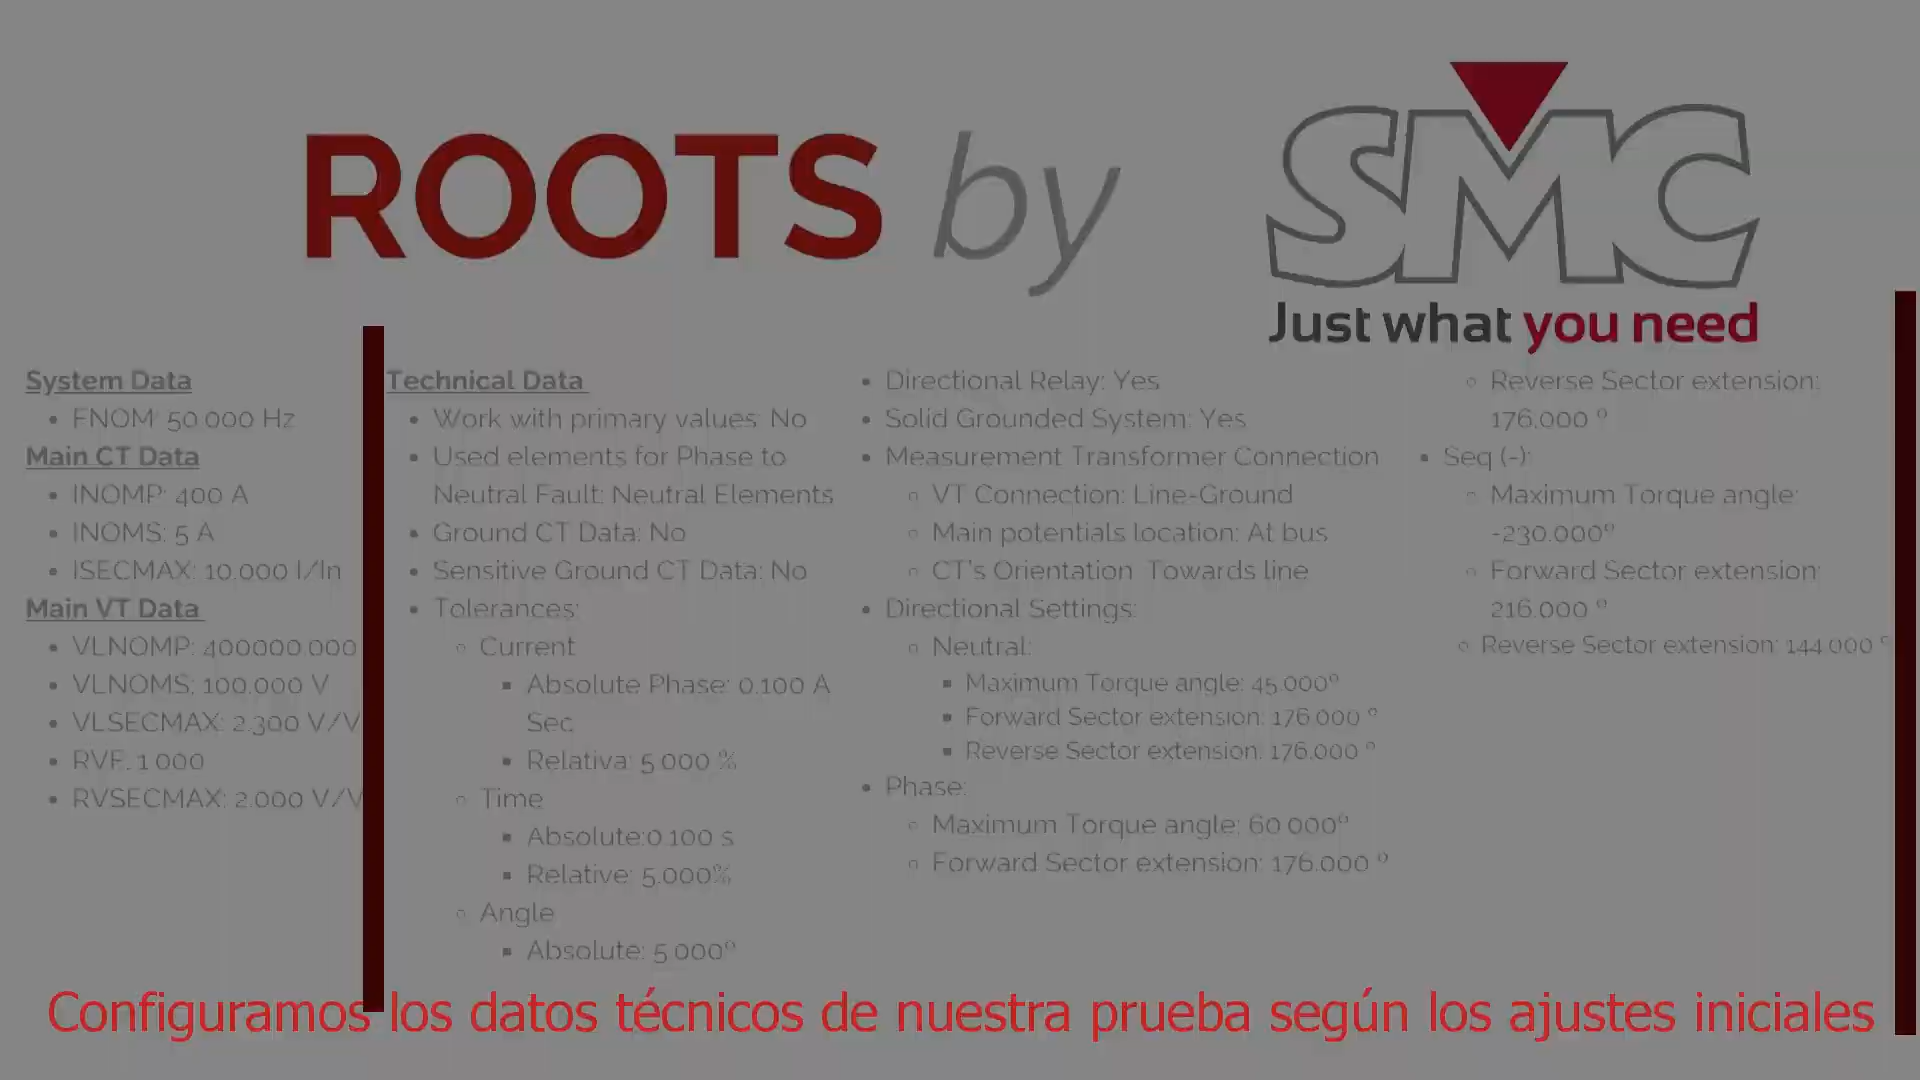 ROOTS by SMC
Just what you need
System Data
FNOM: 50.000 Hz
Main CT Data
INOMP: 400 A
INOMS: 5 A
ISECMAX: 10.000 I/In
Main VT Data
VLNOMP: 400000.000
VLNOMS: 100.000 V
VLSECMAX: 2.300 V/V
RVF: 1.000
RVSECMAX: 2.000 V/V
Technical Data
Work with primary values: No
Used elements for Phase to
Neutral Fault: Neutral Elements
Ground CT Data: No
Sensitive Ground CT Data: No
Tolerances:
Current
Absolute Phase: 0.100 A
Sec
Relativa: 5.000 %
Time
Absolute:0.100 s
Relative: 5.000%
Angle
Absolute: 5.000º
Directional Relay: Yes
Solid Grounded System: Yes
Measurement Transformer Connection
VT Connection: Line-Ground
Main potentials location: At bus
CT's Orientation: Towards line
Directional Settings:
Neutral:
Maximum Torque angle: 45.000º
Forward Sector extension: 176.000 º
Reverse Sector extension: 176.000 º
Phase:
Maximum Torque angle: 60.000º
Forward Sector extension: 176.000 º
Reverse Sector extension:
176.000 º
Seq (-):
Maximum Torque angle:
-230.000º
Forward Sector extension:
216.000 º
Reverse Sector extension: 144.000 º
Configuramos los datos técnicos de nuestra prueba según los ajustes iniciales